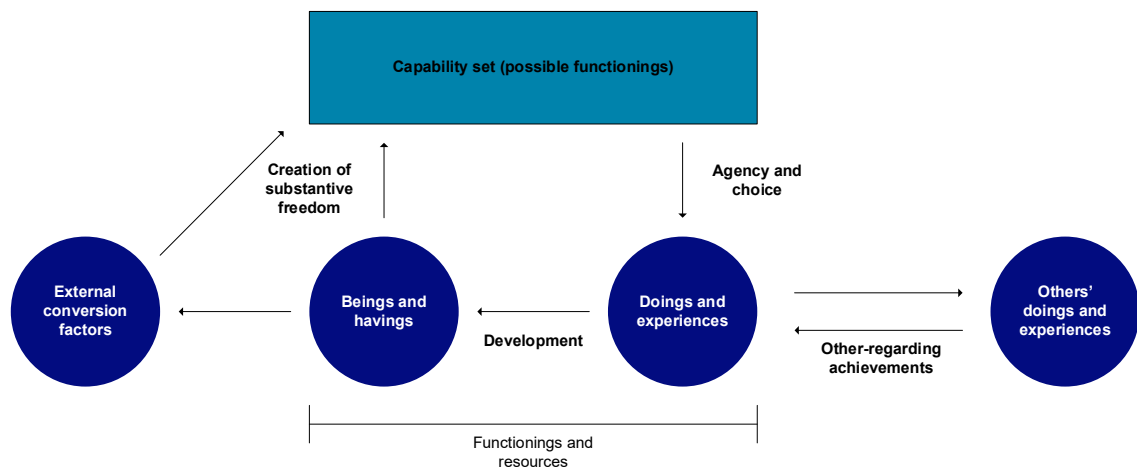 Capability set (possible functionings)
Creation of
substantive
freedom
Agency and
choice
External
conversion
factors
Beings and
havings
Doings and
experiences
Others’
doings and
experiences
Development
Other-regarding
achievements
Functionings and
resources